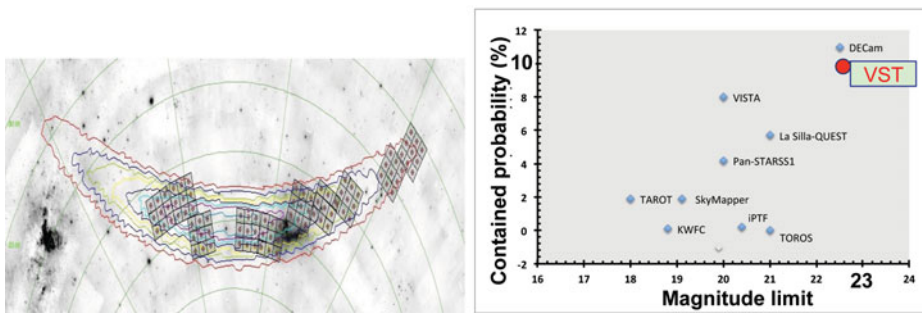 Contained probability (%)
12
10
8
6
4
2
0
-2
DECam
VST
VISTA
La Silla-QUEST
Pan-STARSS1
TAROT
SkyMapper
KWFC
iPTF
TOROS
16
17
18
19
20
21
22
23
24
Magnitude limit